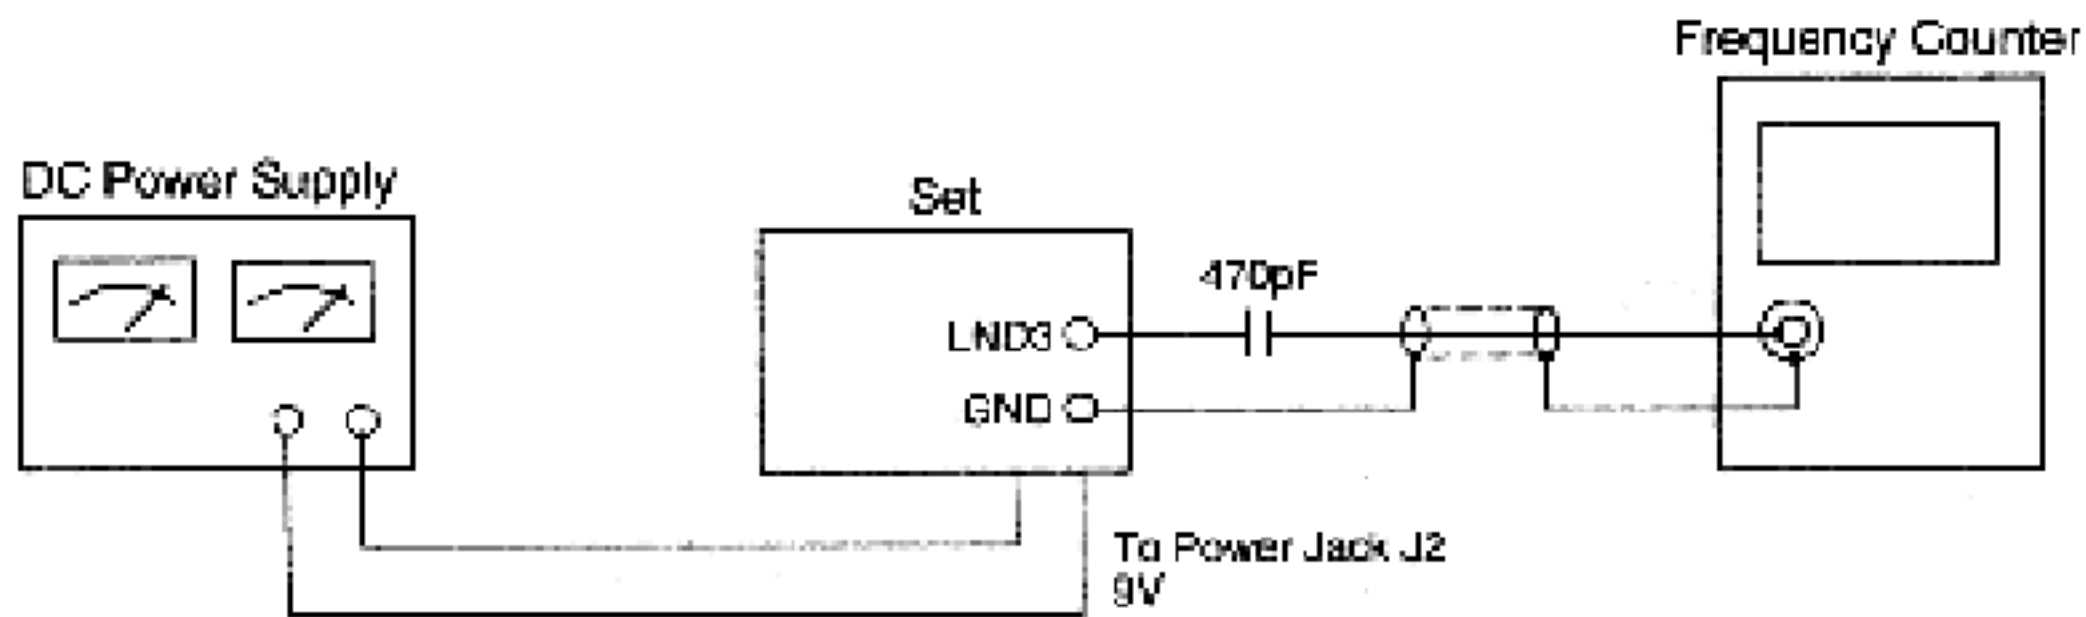 Frequency Counter
DC Power Supply
Set
470pF
LND3
GND
To Power Jack J2
9V